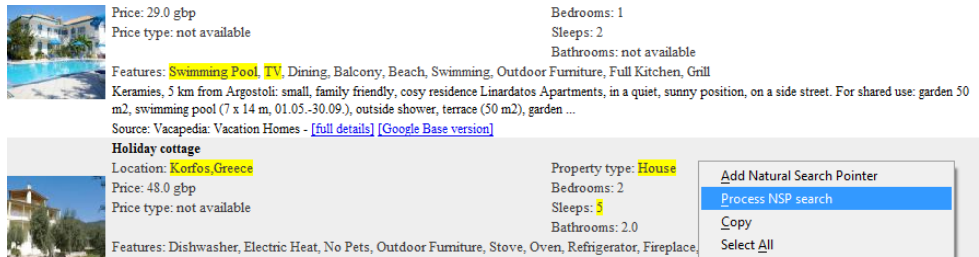 Price: 29.0 gbp Bedrooms: 1
Price type: not available Sleeps: 2
Bathrooms: not available
Features: Swimming Pool, TV, Dining, Balcony, Beach, Swimming, Outdoor Furniture, Full Kitchen, Grill
Keramies, 5 km from Argostoli: small, family friendly, cosy residence Linardatos Apartments, in a quiet, sunny position, on a side street. For shared use: garden 50
m2, swimming pool (7 x 14 m, 01.05.-30.09.), outside shower, terrace (50 m2), garden ...
Source: Vacapedia: Vacation Homes - [full details] [Google Base version]
Holiday cottage
Location: Korfos,Greece Property type: House
Price: 48.0 gbp Bedrooms: 2
Price type: not available Sleeps: 5
Bathrooms: 2.0
Features: Dishwasher, Electric Heat, No Pets, Outdoor Furniture, Stove, Oven, Refrigerator, Fireplace,
Add Natural Search Pointer
Process NSP search
Copy
Select All